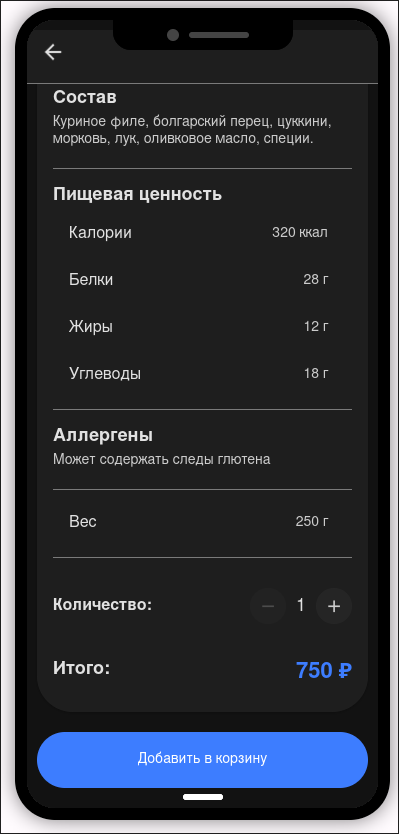 Состав
Куриное филе, болгарский перец, цуккини,
морковь, лук, оливковое масло, специи.
Пищевая ценность
Калории 320 ккал
Белки 28 г
Жиры 12 г
Углеводы 18 г
Аллергены
Может содержать следы глютена
Вес 250 г
Количество: − 1 +
Итого: 750 ₽
Добавить в корзину